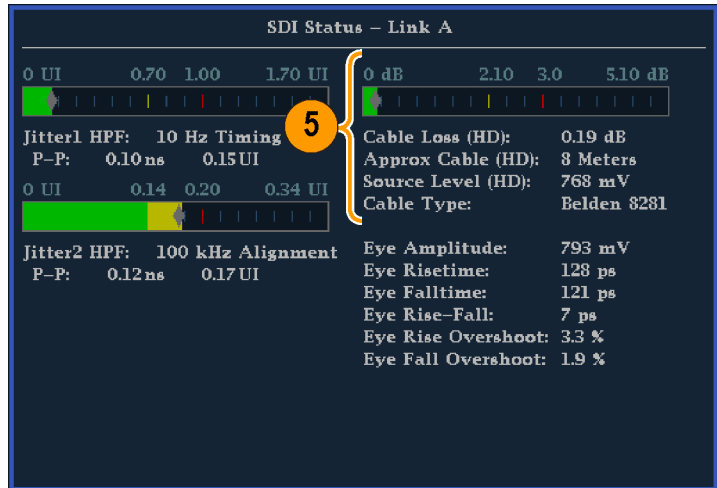 SDI Status – Link A
0 UI 0.70 1.00 1.70 UI
Jitter1 HPF: 10 Hz Timing
P–P: 0.10 ns 0.15 UI
0 UI 0.14 0.20 0.34 UI
Jitter2 HPF: 100 kHz Alignment
P–P: 0.12 ns 0.17 UI
5
0 dB 2.10 3.0 5.10 dB
Cable Loss (HD): 0.19 dB
Approx Cable (HD): 8 Meters
Source Level (HD): 768 mV
Cable Type: Belden 8281
Eye Amplitude: 793 mV
Eye Risetime: 128 ps
Eye Falltime: 121 ps
Eye Rise–Fall: 7 ps
Eye Rise Overshoot: 3.3 %
Eye Fall Overshoot: 1.9 %